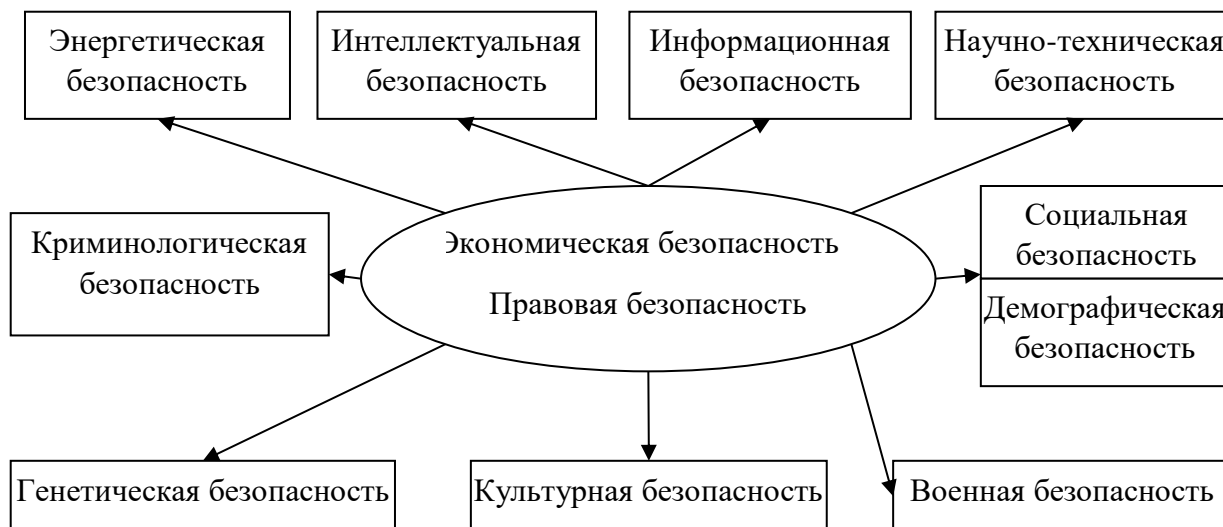 Энергетическая
безопасность
Интеллектуальная
безопасность
Информационная
безопасность
Научно-техническая
безопасность
Криминологическая
безопасность
Экономическая безопасность
Правовая безопасность
Социальная
безопасность
Демографическая
безопасность
Генетическая безопасность
Культурная безопасность
Военная безопасность